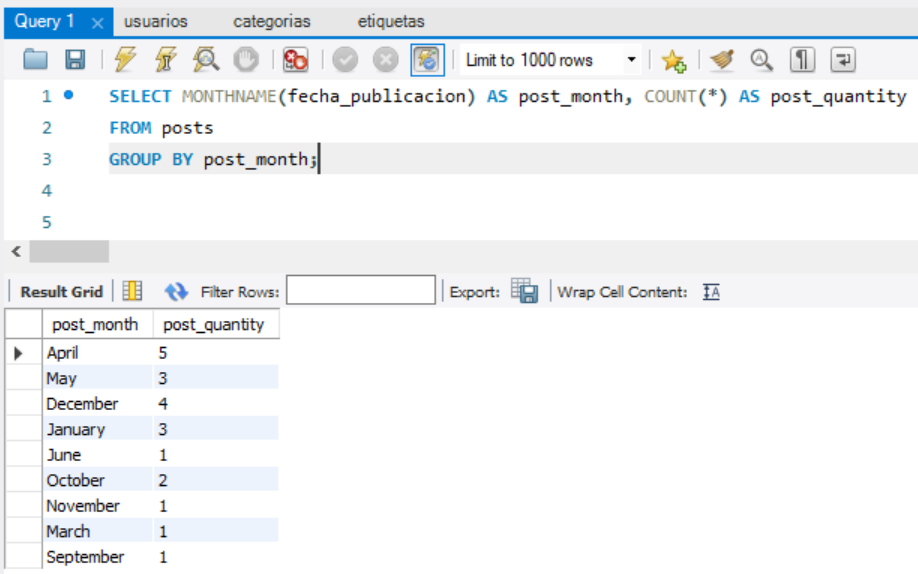 Query 1 usuarios categorias etiquetas
Limit to 1000 rows
1 SELECT MONTHNAME(fecha_publicacion) AS post_month, COUNT(*) AS post_quantity
2 FROM posts
3 GROUP BY post_month;
4
5
Result Grid Filter Rows: Export: Wrap Cell Content: IA
post_month post_quantity
April 5
May 3
December 4
January 3
June 1
October 2
November 1
March 1
September 1